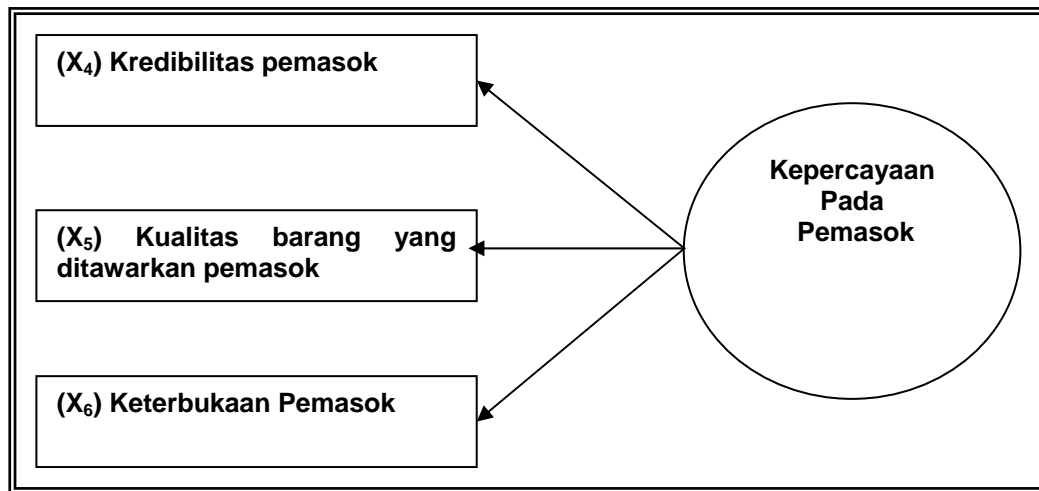 (X₄) Kredibilitas pemasok
(X₅) Kualitas barang yang
ditawarkan pemasok
(X₆) Keterbukaan Pemasok
Kepercayaan
Pada
Pemasok